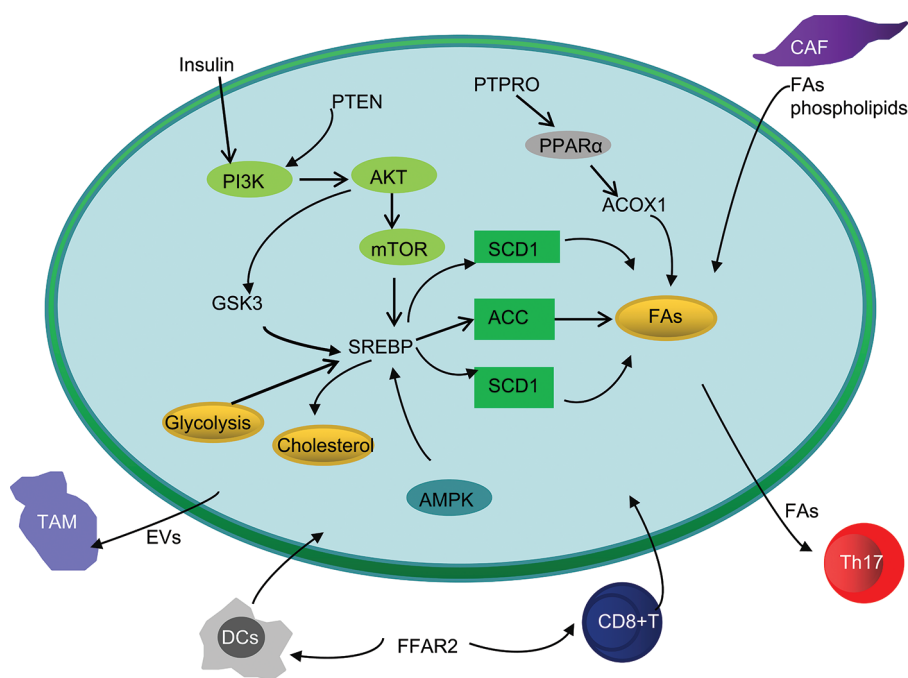 CAF
Insulin
PTPRO
FAs
phospholipids
PTEN
PPARα
PI3K
AKT
ACOX1
mTOR
SCD1
GSK3
ACC
FAs
SREBP
SCD1
Glycolysis
Cholesterol
AMPK
TAM
EVs
FAs
Th17
DCs
FFAR2
CD8+T